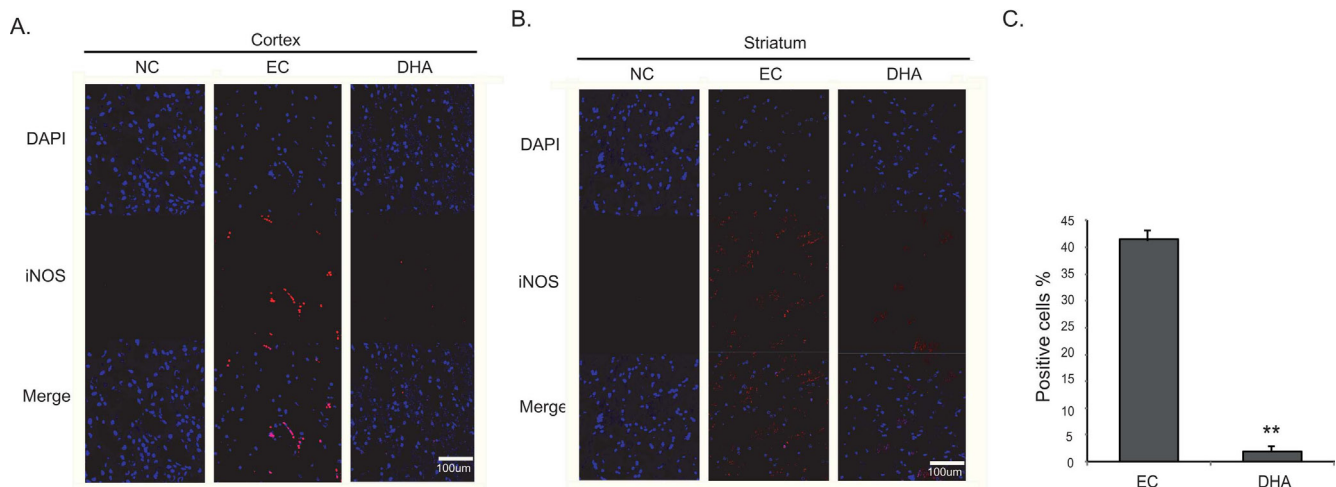 A.
Cortex
NC EC DHA
DAPI
iNOS
Merge
100um
B.
Striatum
NC EC DHA
DAPI
iNOS
Merge
100um
C.
Positive cells %
45
40
35
30
25
20
15
10
5
0
**
EC DHA